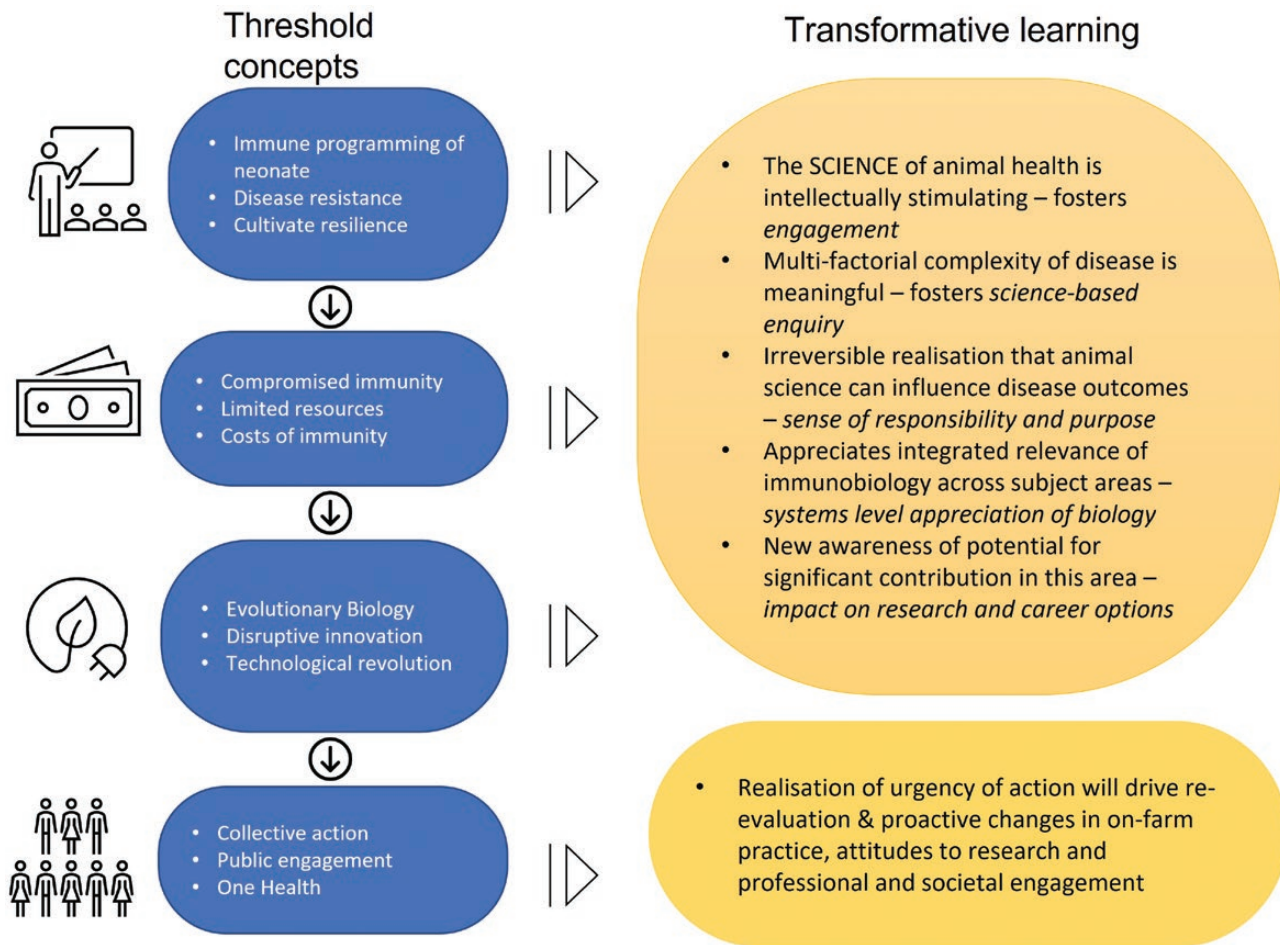 Threshold
concepts
Transformative learning
• Immune programming of
neonate
• Disease resistance
• Cultivate resilience
• Compromised immunity
• Limited resources
• Costs of immunity
• Evolutionary Biology
• Disruptive innovation
• Technological revolution
• Collective action
• Public engagement
• One Health
• The SCIENCE of animal health is
intellectually stimulating – fosters
engagement
• Multi-factorial complexity of disease is
meaningful – fosters science-based
enquiry
• Irreversible realisation that animal
science can influence disease outcomes
– sense of responsibility and purpose
• Appreciates integrated relevance of
immunobiology across subject areas –
systems level appreciation of biology
• New awareness of potential for
significant contribution in this area –
impact on research and career options
• Realisation of urgency of action will drive re-
evaluation & proactive changes in on-farm
practice, attitudes to research and
professional and societal engagement